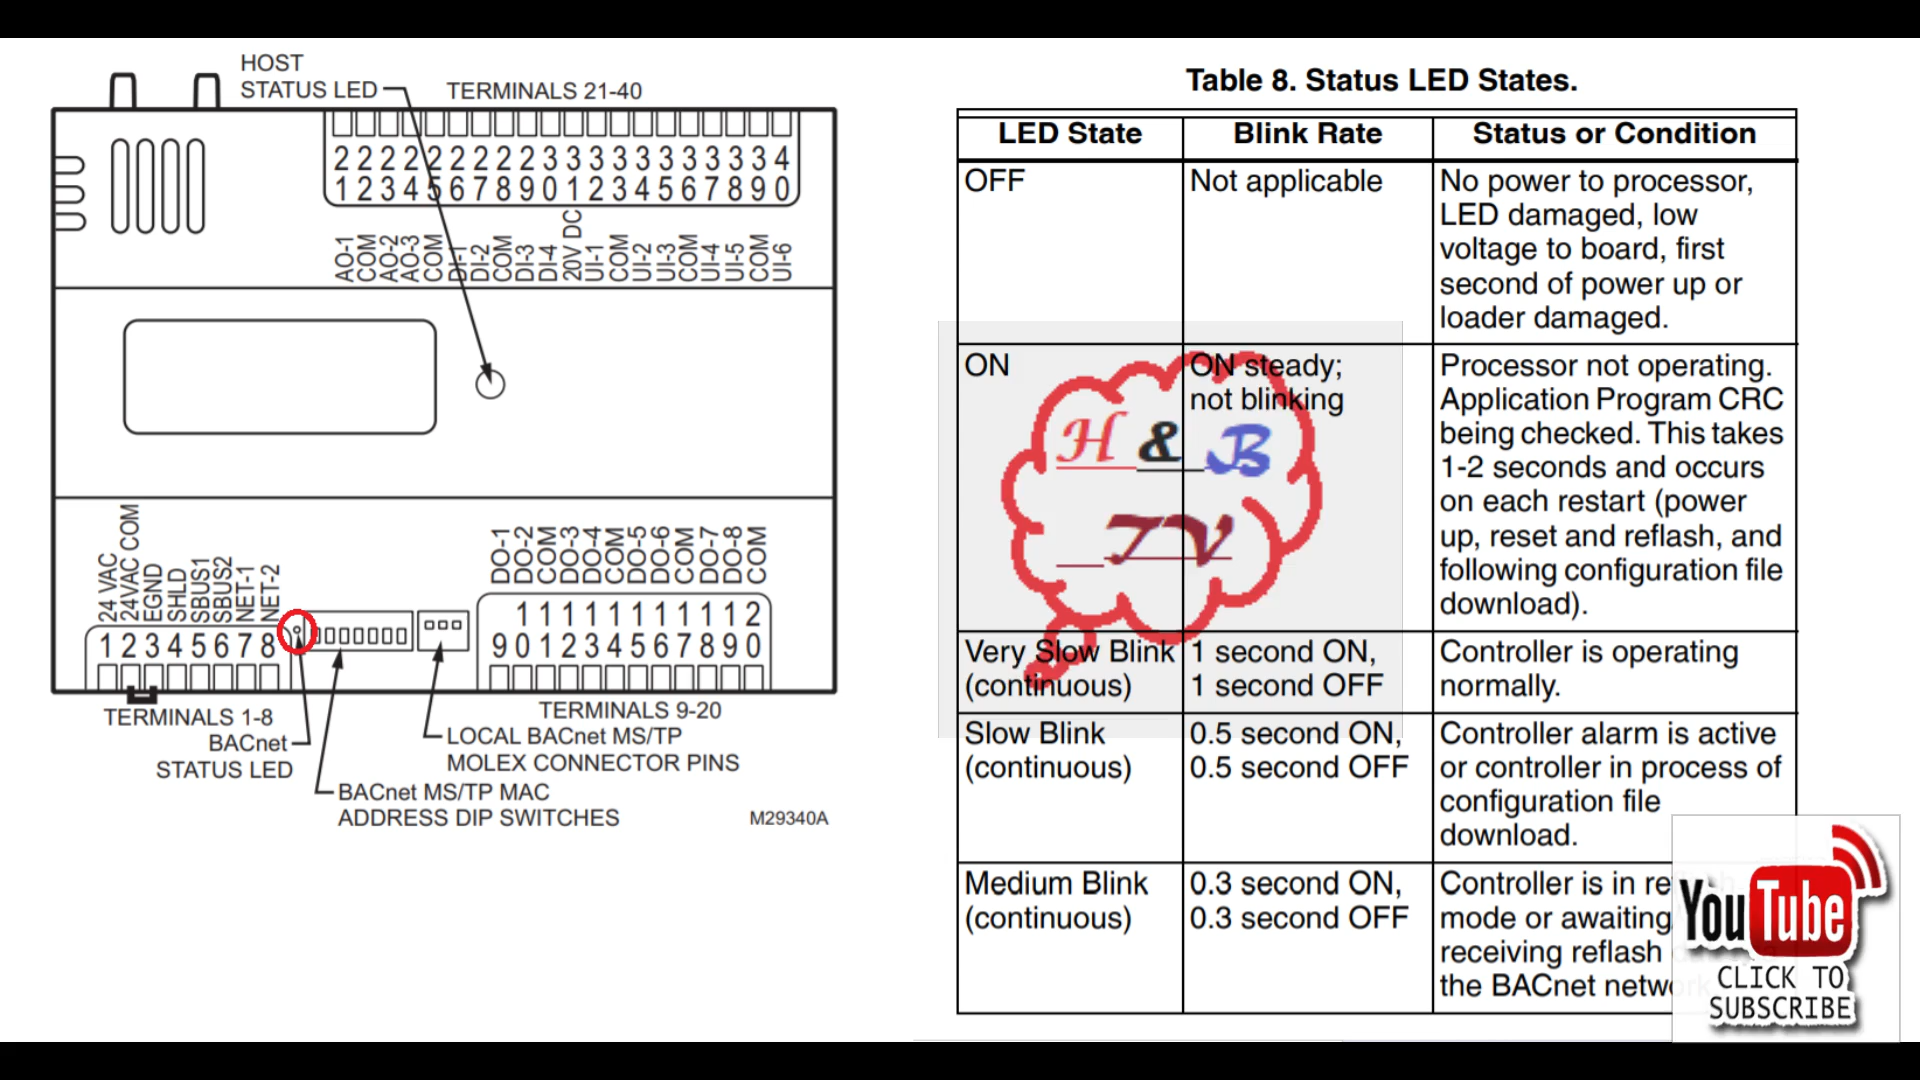 HOST
STATUS LED
TERMINALS 21-40
2 2 2 2 2 2 2 2 2 3 3 3 3 3 3 3 3 3 3 4
1 2 3 4 5 6 7 8 9 0 1 2 3 4 5 6 7 8 9 0
AO-1
COM
AO-2
AO-3
COM
DI-1
DI-2
COM
DI-3
DI-4
20V DC
UI-1
COM
UI-2
UI-3
COM
UI-4
UI-5
COM
UI-6
24 VAC
24VAC COM
EGND
SHLD
SBUS1
SBUS2
NET-1
NET-2
1 2 3 4 5 6 7 8
DO-1
DO-2
COM
DO-3
DO-4
COM
DO-5
DO-6
COM
DO-7
DO-8
COM
1 1 1 1 1 1 1 1 1 1 2
9 0 1 2 3 4 5 6 7 8 9 0
TERMINALS 1-8
TERMINALS 9-20
BACnet
STATUS LED
LOCAL BACnet MS/TP
MOLEX CONNECTOR PINS
BACnet MS/TP MAC
ADDRESS DIP SWITCHES
M29340A
Table 8. Status LED States.
LED State Blink Rate Status or Condition
OFF Not applicable No power to processor,
LED damaged, low
voltage to board, first
second of power up or
loader damaged.
ON ON steady; Processor not operating.
not blinking Application Program CRC
being checked. This takes
1-2 seconds and occurs
on each restart (power
up, reset and reflash, and
following configuration file
download).
Very Slow Blink 1 second ON, Controller is operating
(continuous) 1 second OFF normally.
Slow Blink 0.5 second ON, Controller alarm is active
(continuous) 0.5 second OFF or controller in process of
configuration file
download.
Medium Blink 0.3 second ON, Controller is in
(continuous) 0.3 second OFF mode or awaiting
receiving reflash
the BACnet
H & B
TV
YouTube
CLICK TO
SUBSCRIBE